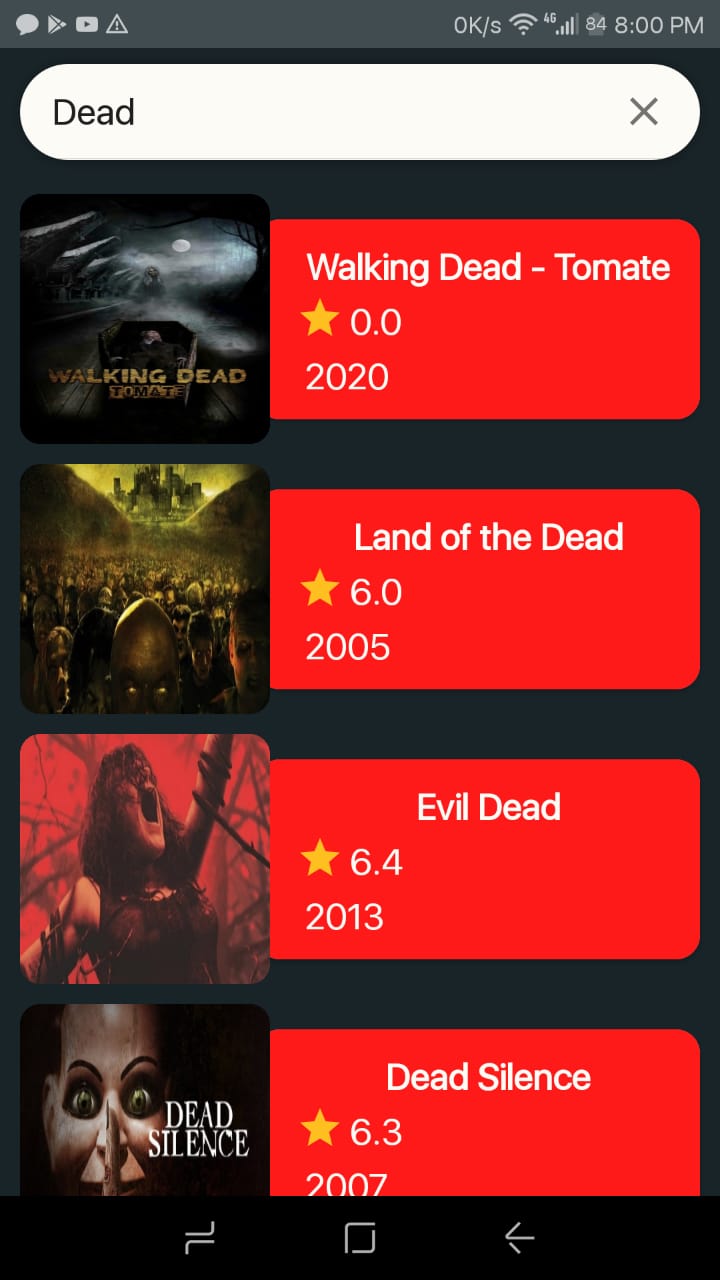 0K/s 4G 84 8:00 PM
Dead
WALKING DEAD
TOMATE
Walking Dead - Tomate
0.0
2020
Land of the Dead
6.0
2005
Evil Dead
6.4
2013
DEAD
SILENCE
Dead Silence
6.3
2007